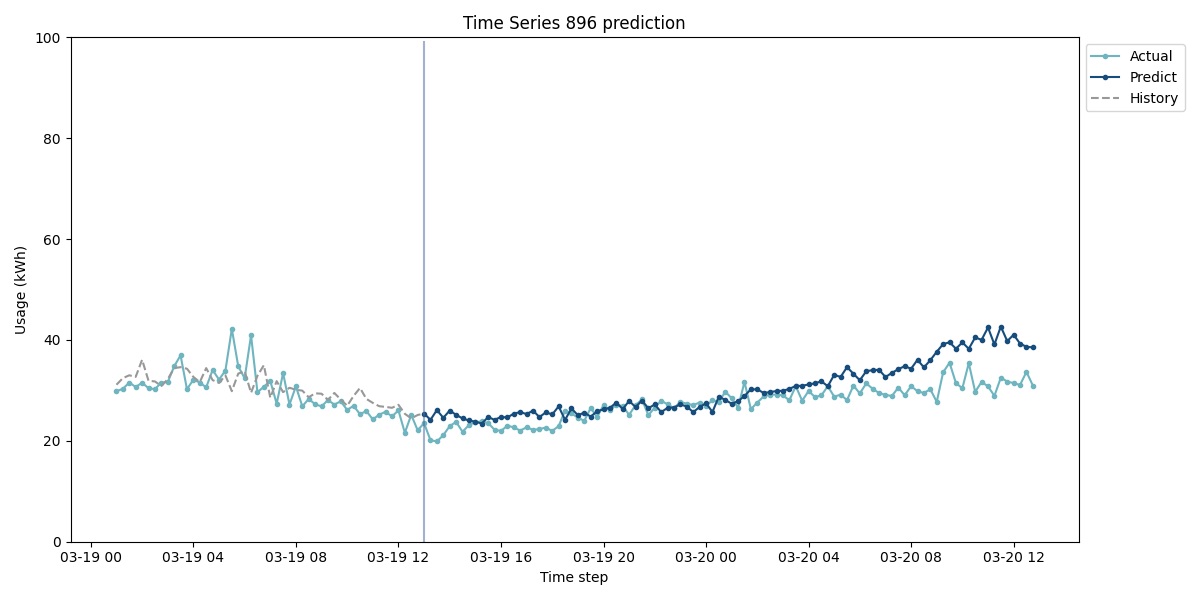 Time Series 896 prediction
Usage (kWh)
100
80
60
40
20
0
03-19 00
03-19 04
03-19 08
03-19 12
03-19 16
03-19 20
03-20 00
03-20 04
03-20 08
03-20 12
Time step
Actual
Predict
History